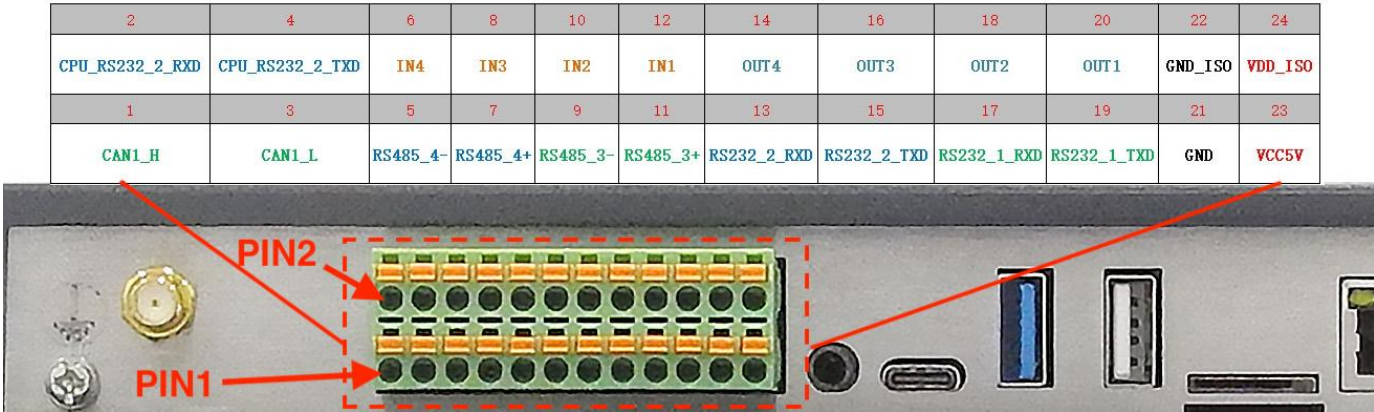 2 4 6 8 10 12 14 16 18 20 22 24
CPU_RS232_2_RXD CPU_RS232_2_TXD IN4 IN3 IN2 IN1 OUT4 OUT3 OUT2 OUT1 GND_ISO VDD_ISO
1 3 5 7 9 11 13 15 17 19 21 23
CAN1_H CAN1_L RS485_4- RS485_4+ RS485_3- RS485_3+ RS232_2_RXD RS232_2_TXD RS232_1_RXD RS232_1_TXD GND VCC5V
PIN2
PIN1